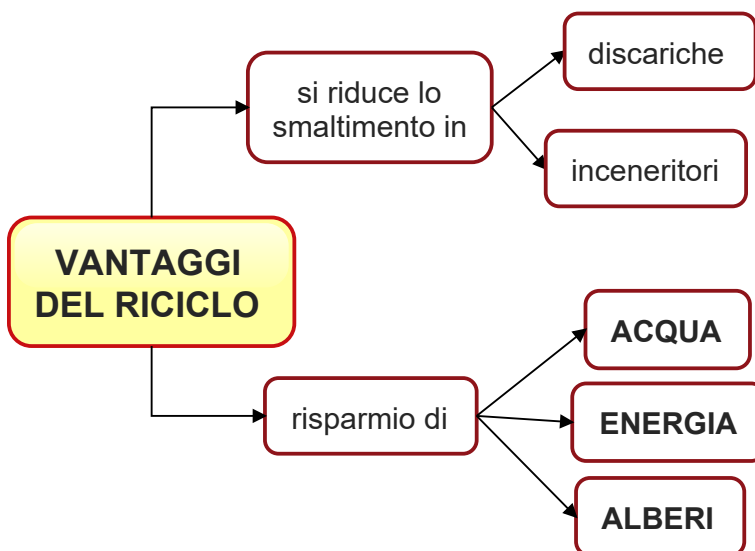 VANTAGGI
DEL RICICLO
si riduce lo
smaltimento in
discariche
inceneritori
risparmio di
ACQUA
ENERGIA
ALBERI